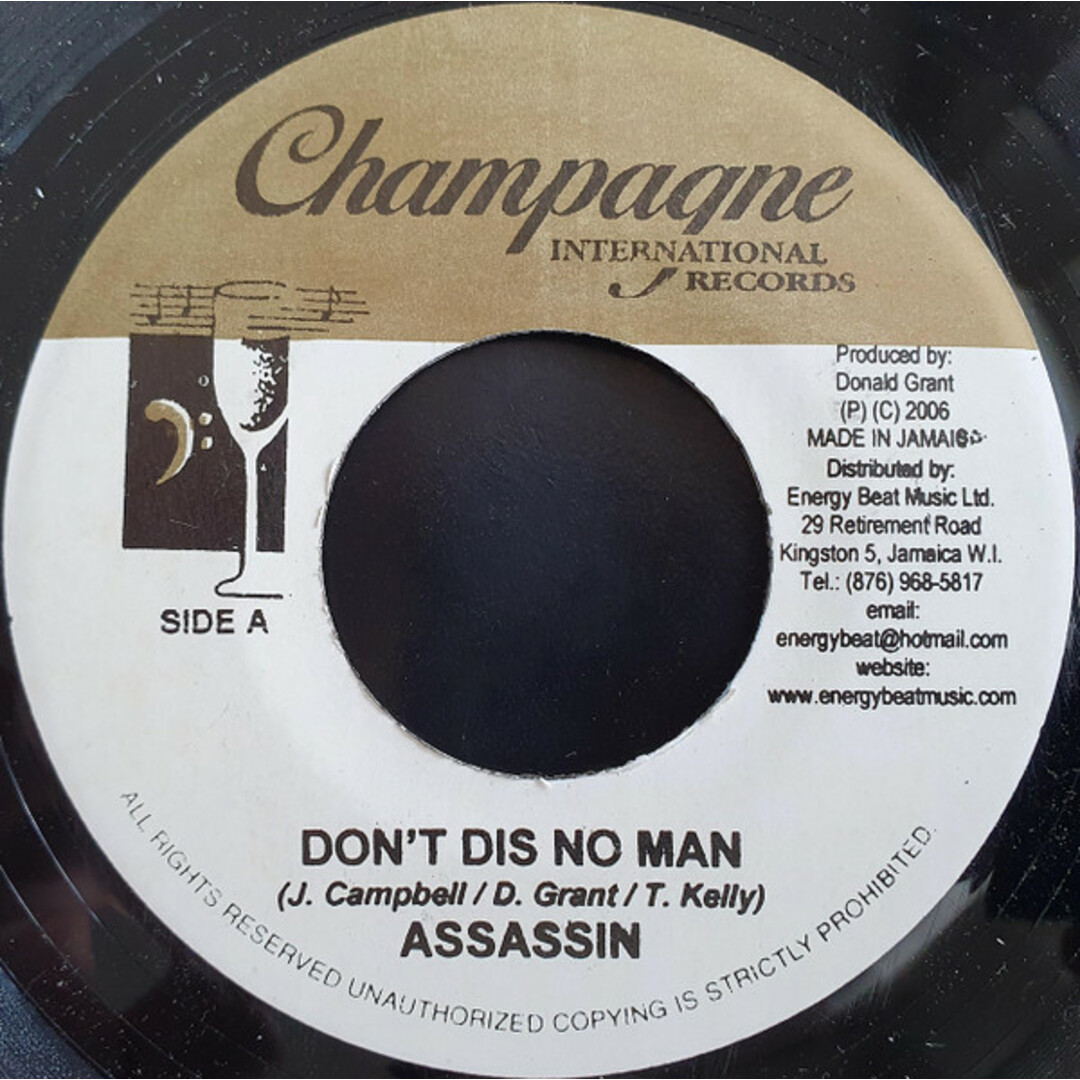 Champagne
INTERNATIONAL
RECORDS
Produced by:
Donald Grant
(P) (C) 2006
MADE IN JAMAICA
Distributed by:
Energy Beat Music Ltd.
29 Retirement Road
Kingston 5, Jamaica W.I.
Tel.: (876) 968-5817
email:
energybeat@hotmail.com
website:
www.energybeatmusic.com
SIDE A
DON'T DIS NO MAN
(J. Campbell / D. Grant / T. Kelly)
ASSASSIN
ALL RIGHTS RESERVED UNAUTHORIZED COPYING IS STRICTLY PROHIBITED.